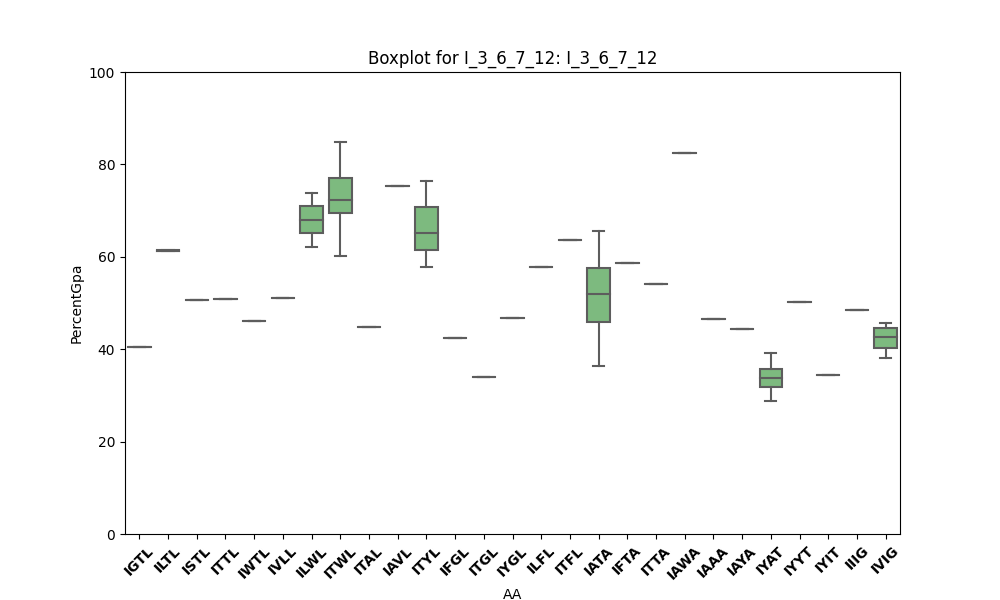 Boxplot for I_3_6_7_12: I_3_6_7_12
PercentGpa
100
80
60
40
20
0
IGTL ILTL ISTL ITTL IWTL IVLL ILWL ITWL ITAL IAVL ITYL IFGL ITGL IYGL ILFL ITFL IATA IFTA ITTA IAWA IAAA IAYA IYAT IYYT IYIT IIIG IVIG
AA